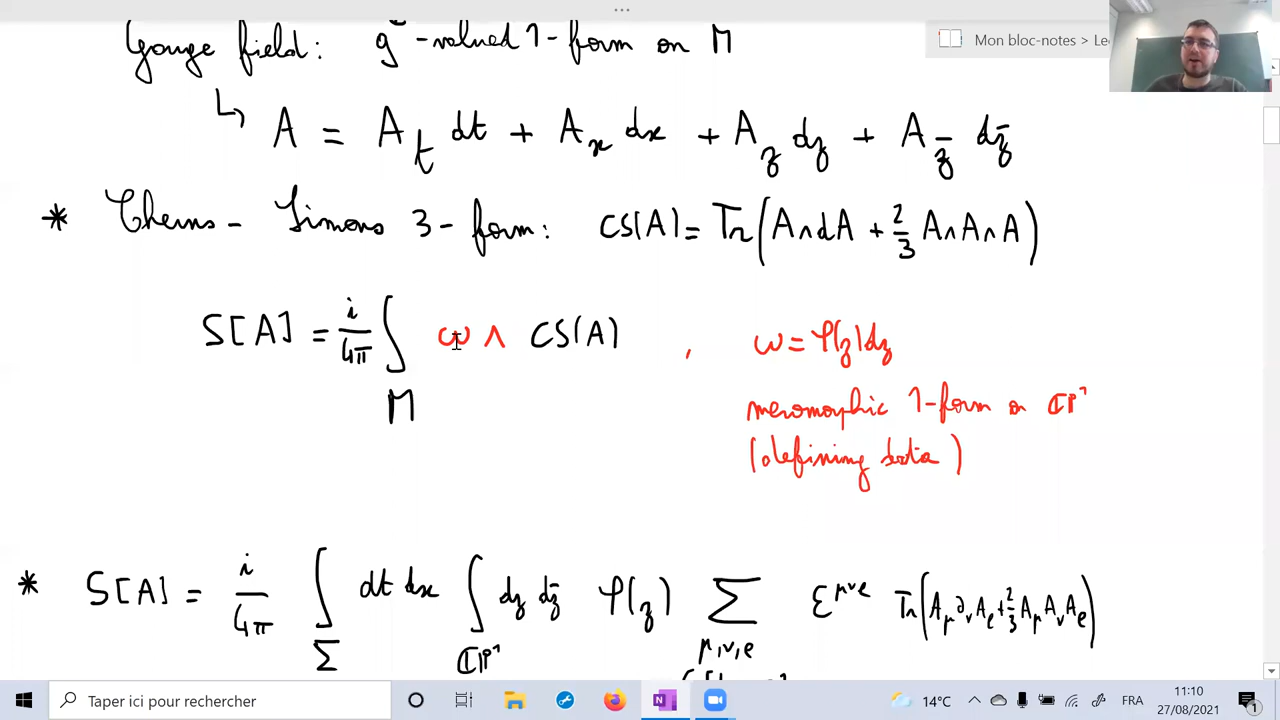 Gauge field: g^ℂ-valued 1-form on M
Mon bloc-notes > Le
↳ A = A_t dt + A_x dx + A_z dz + A_z̄ dz̄
* Cherns - Simons 3-form: CS(A) = Tr(A∧dA + 2/3 A∧A∧A)
S[A] = i/4π ∫_M ω ∧ CS(A) , ω = φ(z)dz
meromorphic 1-form on ℂP¹
(defining data)
* S[A] = i/4π ∫_Σ dt dx ∫_ℂP¹ dz dz̄ φ(z) Σ_μ,ν,ρ ε^μνρ Tr(A_μ ∂_ν A_ρ + 2/3 A_μ A_ν A_ρ)
Taper ici pour rechercher
14°C
FRA
11:10
27/08/2021
1